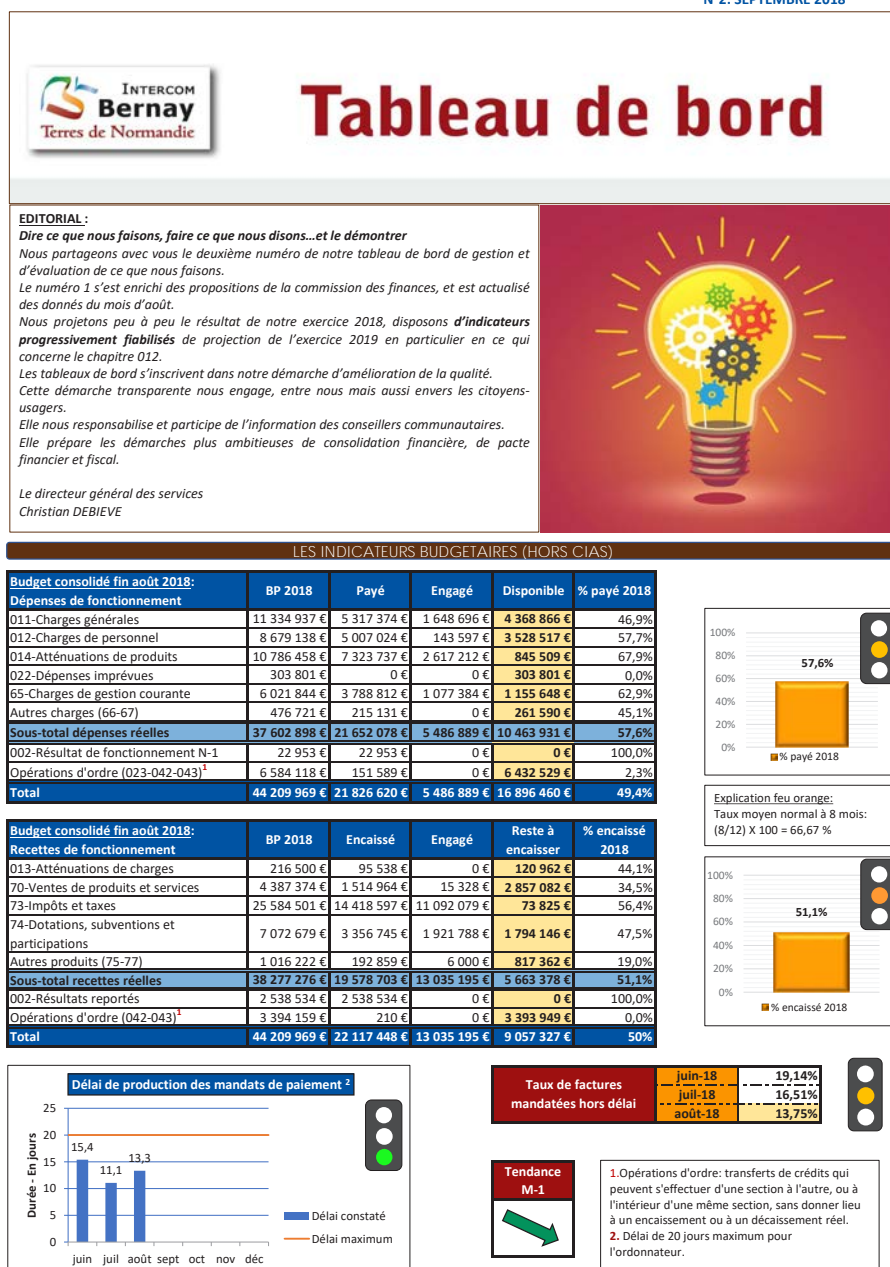 N°2: SEPTEMBRE 2018
INTERCOM
Bernay
Terres de Normandie
Tableau de bord
EDITORIAL :
Dire ce que nous faisons, faire ce que nous disons…et le démontrer
Nous partageons avec vous le deuxième numéro de notre tableau de bord de gestion et
d'évaluation de ce que nous faisons.
Le numéro 1 s'est enrichi des propositions de la commission des finances, et est actualisé
des donnés du mois d'août.
Nous projetons peu à peu le résultat de notre exercice 2018, disposons d'indicateurs
progressivement fiabilisés de projection de l'exercice 2019 en particulier en ce qui
concerne le chapitre 012.
Les tableaux de bord s'inscrivent dans notre démarche d'amélioration de la qualité.
Cette démarche transparente nous engage, entre nous mais aussi envers les citoyens-
usagers.
Elle nous responsabilise et participe de l'information des conseillers communautaires.
Elle prépare les démarches plus ambitieuses de consolidation financière, de pacte
financier et fiscal.
Le directeur général des services
Christian DEBIEVE
LES INDICATEURS BUDGETAIRES (HORS CIAS)
Budget consolidé fin août 2018:
Dépenses de fonctionnement BP 2018 Payé Engagé Disponible % payé 2018
011-Charges générales 11 334 937 € 5 317 374 € 1 648 696 € 4 368 866 € 46,9%
012-Charges de personnel 8 679 138 € 5 007 024 € 143 597 € 3 528 517 € 57,7%
014-Atténuations de produits 10 786 458 € 7 323 737 € 2 617 212 € 845 509 € 67,9%
022-Dépenses imprévues 303 801 € 0 € 0 € 303 801 € 0,0%
65-Charges de gestion courante 6 021 844 € 3 788 812 € 1 077 384 € 1 155 648 € 62,9%
Autres charges (66-67) 476 721 € 215 131 € 0 € 261 590 € 45,1%
Sous-total dépenses réelles 37 602 898 € 21 652 078 € 5 486 889 € 10 463 931 € 57,6%
002-Résultat de fonctionnement N-1 22 953 € 22 953 € 0 € 0 € 100,0%
Opérations d'ordre (023-042-043)1 6 584 118 € 151 589 € 0 € 6 432 529 € 2,3%
Total 44 209 969 € 21 826 620 € 5 486 889 € 16 896 460 € 49,4%
100%
80%
60%
40%
20%
0%
57,6%
% payé 2018
Explication feu orange:
Taux moyen normal à 8 mois:
(8/12) X 100 = 66,67 %
Budget consolidé fin août 2018:
Recettes de fonctionnement BP 2018 Encaissé Engagé Reste à encaisser % encaissé 2018
013-Atténuations de charges 216 500 € 95 538 € 0 € 120 962 € 44,1%
70-Ventes de produits et services 4 387 374 € 1 514 964 € 15 328 € 2 857 082 € 34,5%
73-Impôts et taxes 25 584 501 € 14 418 597 € 11 092 079 € 73 825 € 56,4%
74-Dotations, subventions et
participations 7 072 679 € 3 356 745 € 1 921 788 € 1 794 146 € 47,5%
Autres produits (75-77) 1 016 222 € 192 859 € 6 000 € 817 362 € 19,0%
Sous-total recettes réelles 38 277 276 € 19 578 703 € 13 035 195 € 5 663 378 € 51,1%
002-Résultats reportés 2 538 534 € 2 538 534 € 0 € 0 € 100,0%
Opérations d'ordre (042-043)1 3 394 159 € 210 € 0 € 3 393 949 € 0,0%
Total 44 209 969 € 22 117 448 € 13 035 195 € 9 057 327 € 50%
100%
80%
60%
40%
20%
0%
51,1%
% encaissé 2018
Délai de production des mandats de paiement 2
Durée - En jours
25
20
15
10
5
0
15,4
11,1
13,3
juin juil août sept oct nov déc
Délai constaté
Délai maximum
Taux de factures
mandatées hors délai
juin-18 19,14%
juil-18 16,51%
août-18 13,75%
Tendance
M-1
1.Opérations d'ordre: transferts de crédits qui
peuvent s'effectuer d'une section à l'autre, ou à
l'intérieur d'une même section, sans donner lieu
à un encaissement ou à un décaissement réel.
2. Délai de 20 jours maximum pour
l'ordonnateur.